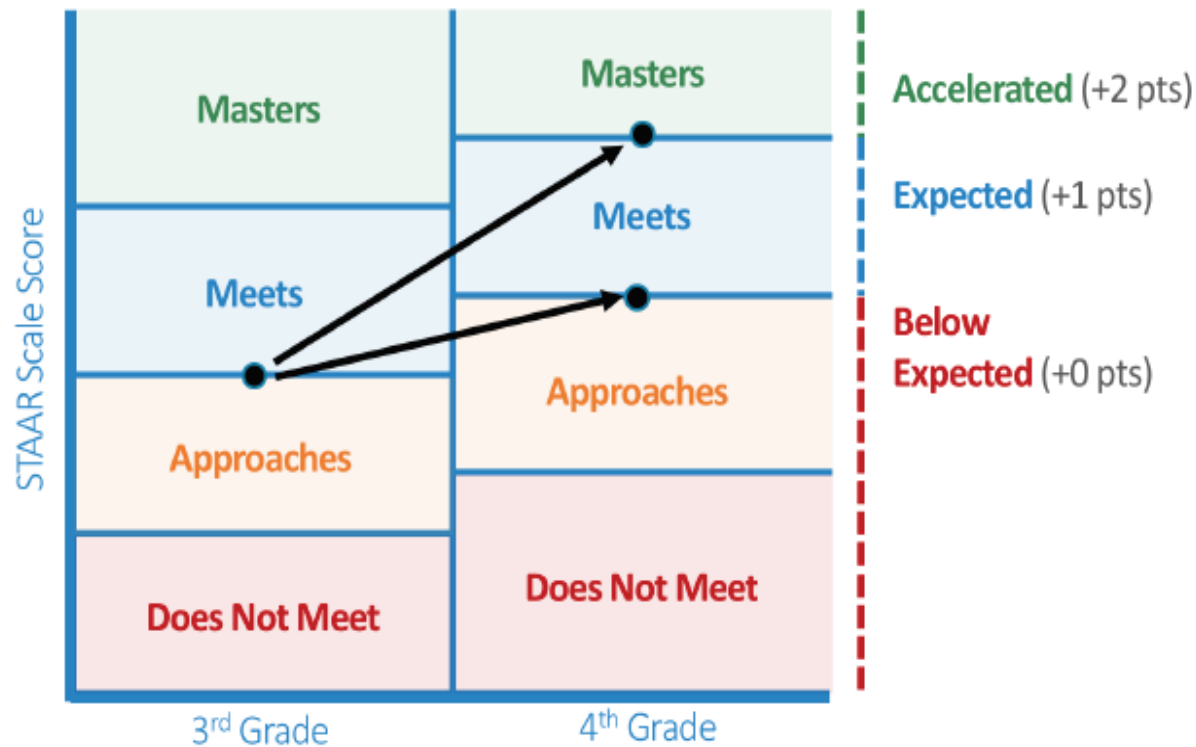 STAAR Scale Score
Masters
Meets
Approaches
Does Not Meet
3rd Grade
Masters
Meets
Approaches
Does Not Meet
4th Grade
Accelerated (+2 pts)
Expected (+1 pts)
Below
Expected (+0 pts)